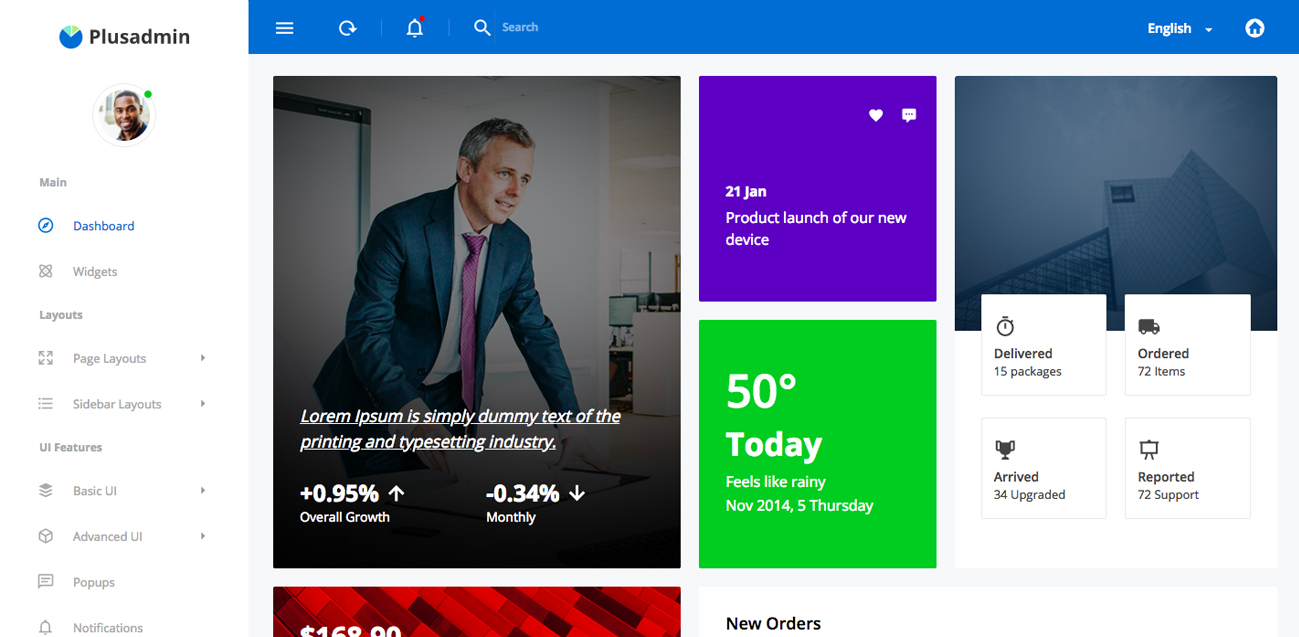 Plusadmin
Search
English
Main
Dashboard
Widgets
Layouts
Page Layouts
Sidebar Layouts
UI Features
Basic UI
Advanced UI
Popups
Notifications
Lorem Ipsum is simply dummy text of the
printing and typesetting industry.
+0.95%
Overall Growth
-0.34%
Monthly
21 Jan
Product launch of our new
device
50°
Today
Feels like rainy
Nov 2014, 5 Thursday
Delivered
15 packages
Ordered
72 Items
Arrived
34 Upgraded
Reported
72 Support
$168.90
New Orders